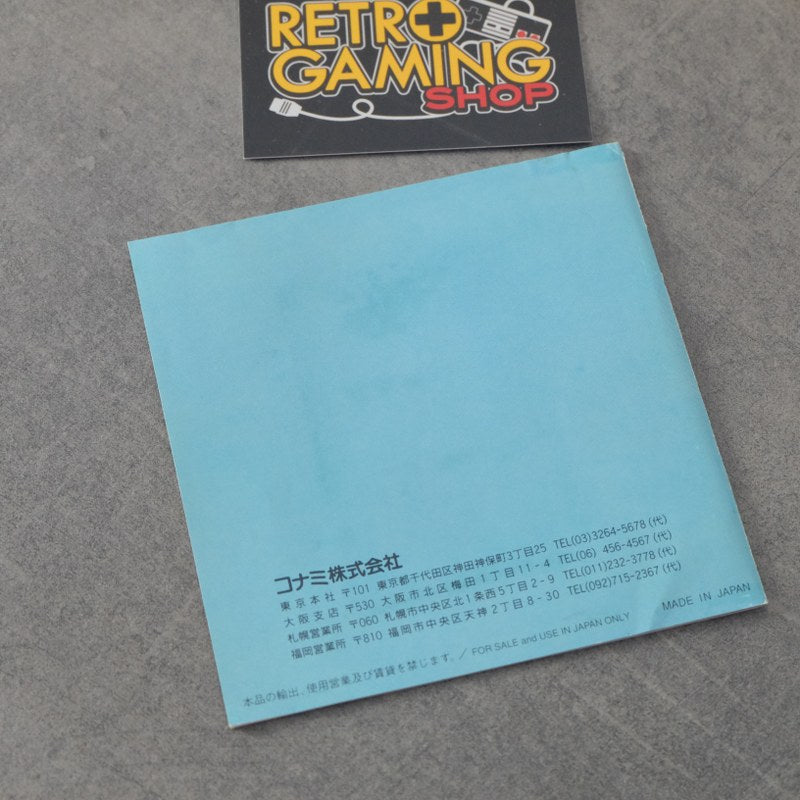 RETRO
GAMING
SHOP
コナミ株式会社
東京本社 〒101 東京都千代田区神田神保町3丁目25 TEL(03)3264-5678(代)
大阪支店 〒530 大阪市北区梅田1丁目11-4 TEL(06) 456-4567(代)
札幌営業所 〒060 札幌市中央区北1条西5丁目2-9 TEL(011)232-3778(代)
福岡営業所 〒810 福岡市中央区天神2丁目8-30 TEL(092)715-2367(代)
本品の輸出、使用営業及び賃貸を禁じます。/ FOR SALE and USE IN JAPAN ONLY MADE IN JAPAN